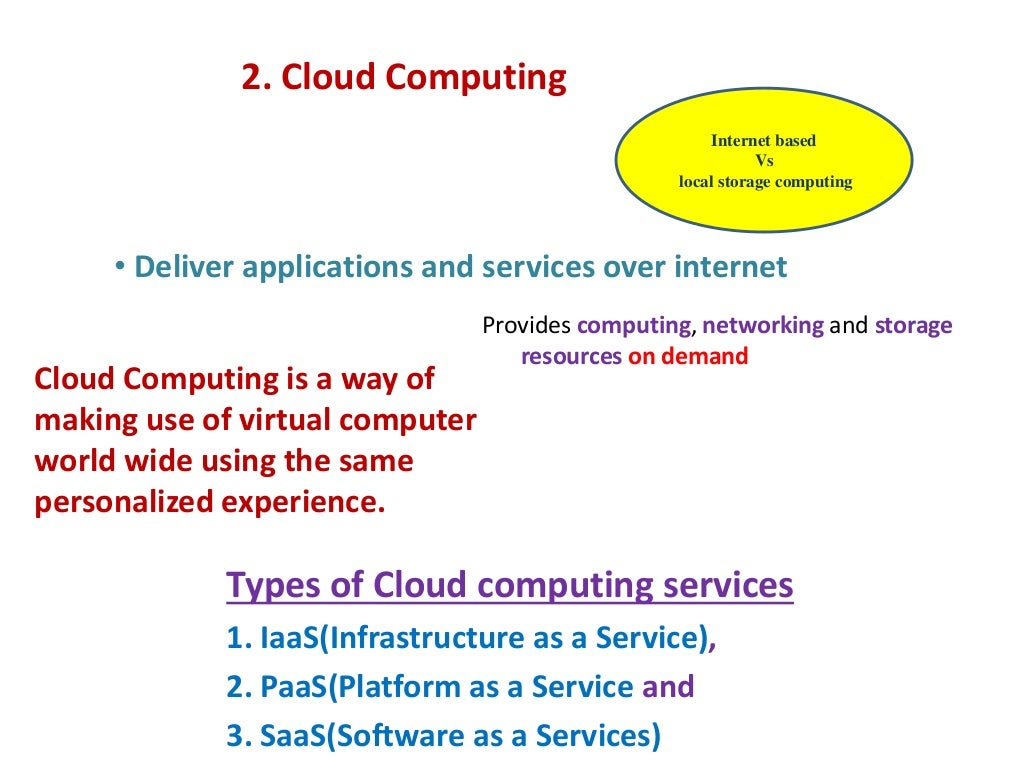 2. Cloud Computing
Internet based
Vs
local storage computing
• Deliver applications and services over internet
Provides computing, networking and storage
resources on demand
Cloud Computing is a way of
making use of virtual computer
world wide using the same
personalized experience.
Types of Cloud computing services
1. IaaS(Infrastructure as a Service),
2. PaaS(Platform as a Service and
3. SaaS(Software as a Services)